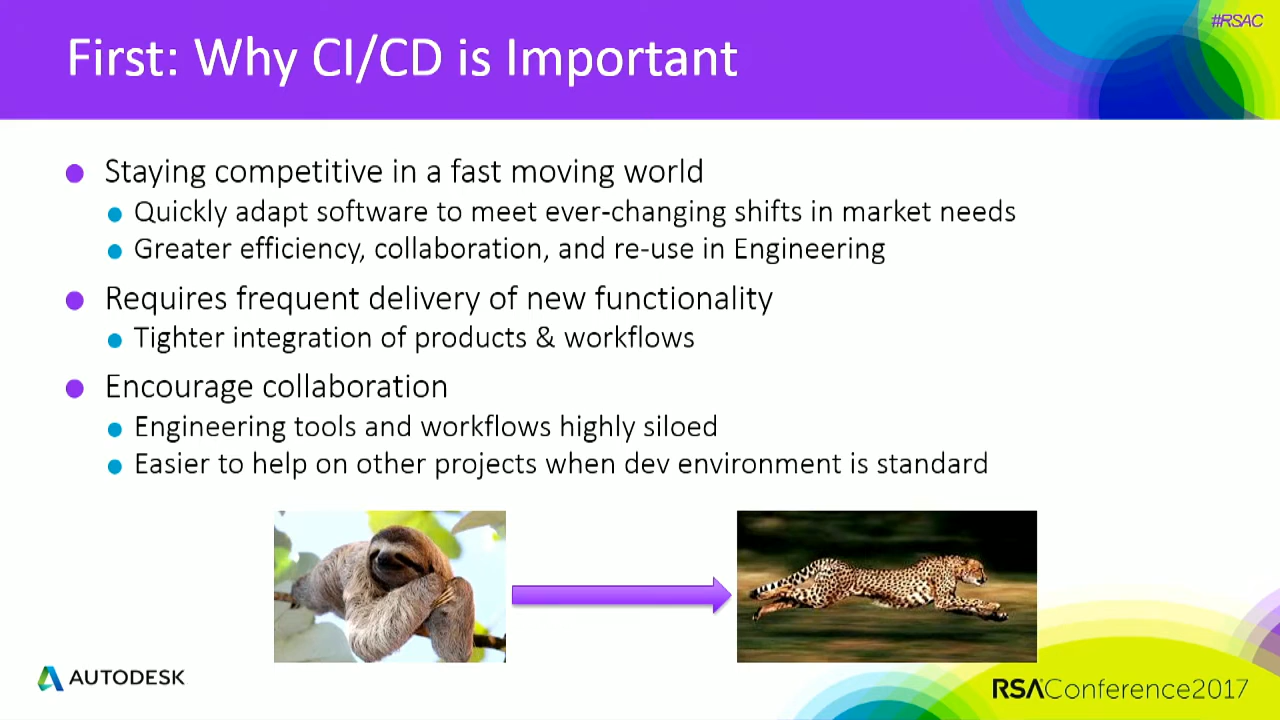 #RSAC
First: Why CI/CD is Important
Staying competitive in a fast moving world
Quickly adapt software to meet ever-changing shifts in market needs
Greater efficiency, collaboration, and re-use in Engineering
Requires frequent delivery of new functionality
Tighter integration of products & workflows
Encourage collaboration
Engineering tools and workflows highly siloed
Easier to help on other projects when dev environment is standard
AUTODESK
RSAConference2017